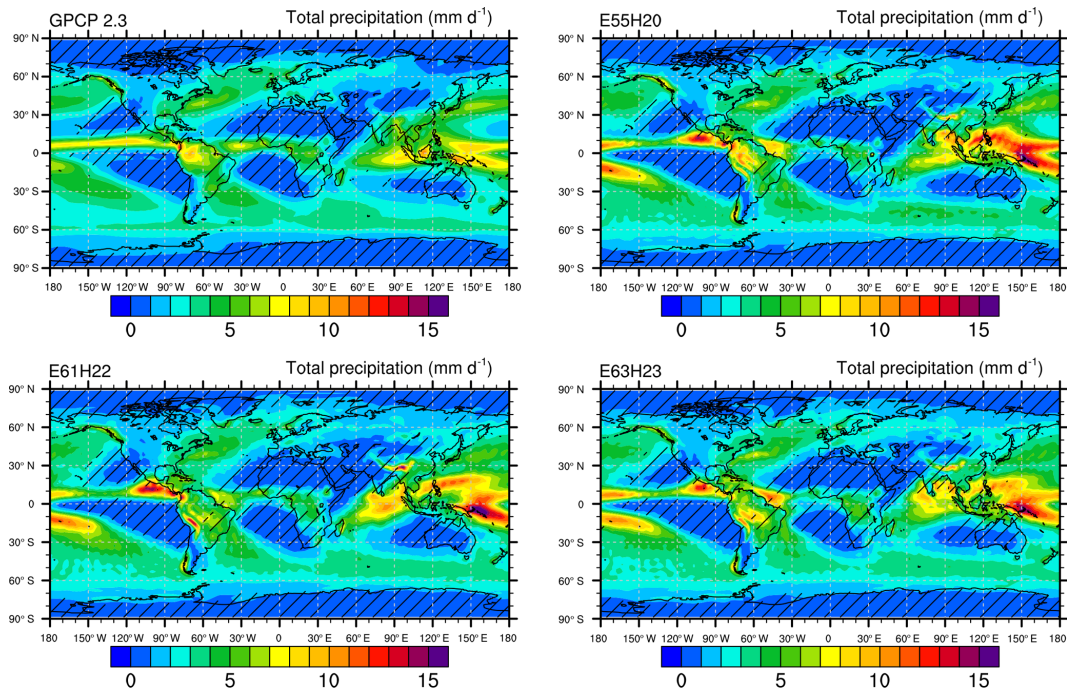 GPCP 2.3 Total precipitation (mm d⁻¹)
90° N
60° N
30° N
0
30° S
60° S
90° S
180 150° W 120° W 90° W 60° W 30° W 0 30° E 60° E 90° E 120° E 150° E 180
0 5 10 15
E55H20 Total precipitation (mm d⁻¹)
90° N
60° N
30° N
0
30° S
60° S
90° S
180 150° W 120° W 90° W 60° W 30° W 0 30° E 60° E 90° E 120° E 150° E 180
0 5 10 15
E61H22 Total precipitation (mm d⁻¹)
90° N
60° N
30° N
0
30° S
60° S
90° S
180 150° W 120° W 90° W 60° W 30° W 0 30° E 60° E 90° E 120° E 150° E 180
0 5 10 15
E63H23 Total precipitation (mm d⁻¹)
90° N
60° N
30° N
0
30° S
60° S
90° S
180 150° W 120° W 90° W 60° W 30° W 0 30° E 60° E 90° E 120° E 150° E 180
0 5 10 15